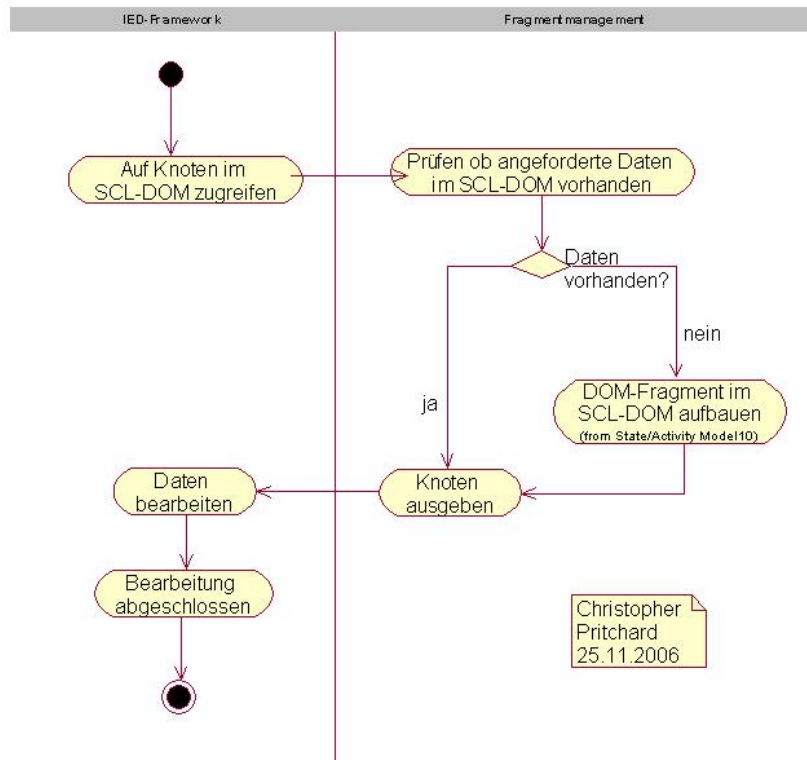 IED-Framework
Fragmentmanagement
Auf Knoten im
SCL-DOM zugreifen
Prüfen ob angeforderte Daten
im SCL-DOM vorhanden
Daten
vorhanden?
nein
ja
DOM-Fragment im
SCL-DOM aufbauen
(from State/Activity Model10)
Knoten
ausgeben
Daten
bearbeiten
Bearbeitung
abgeschlossen
Christopher
Pritchard
25.11.2006